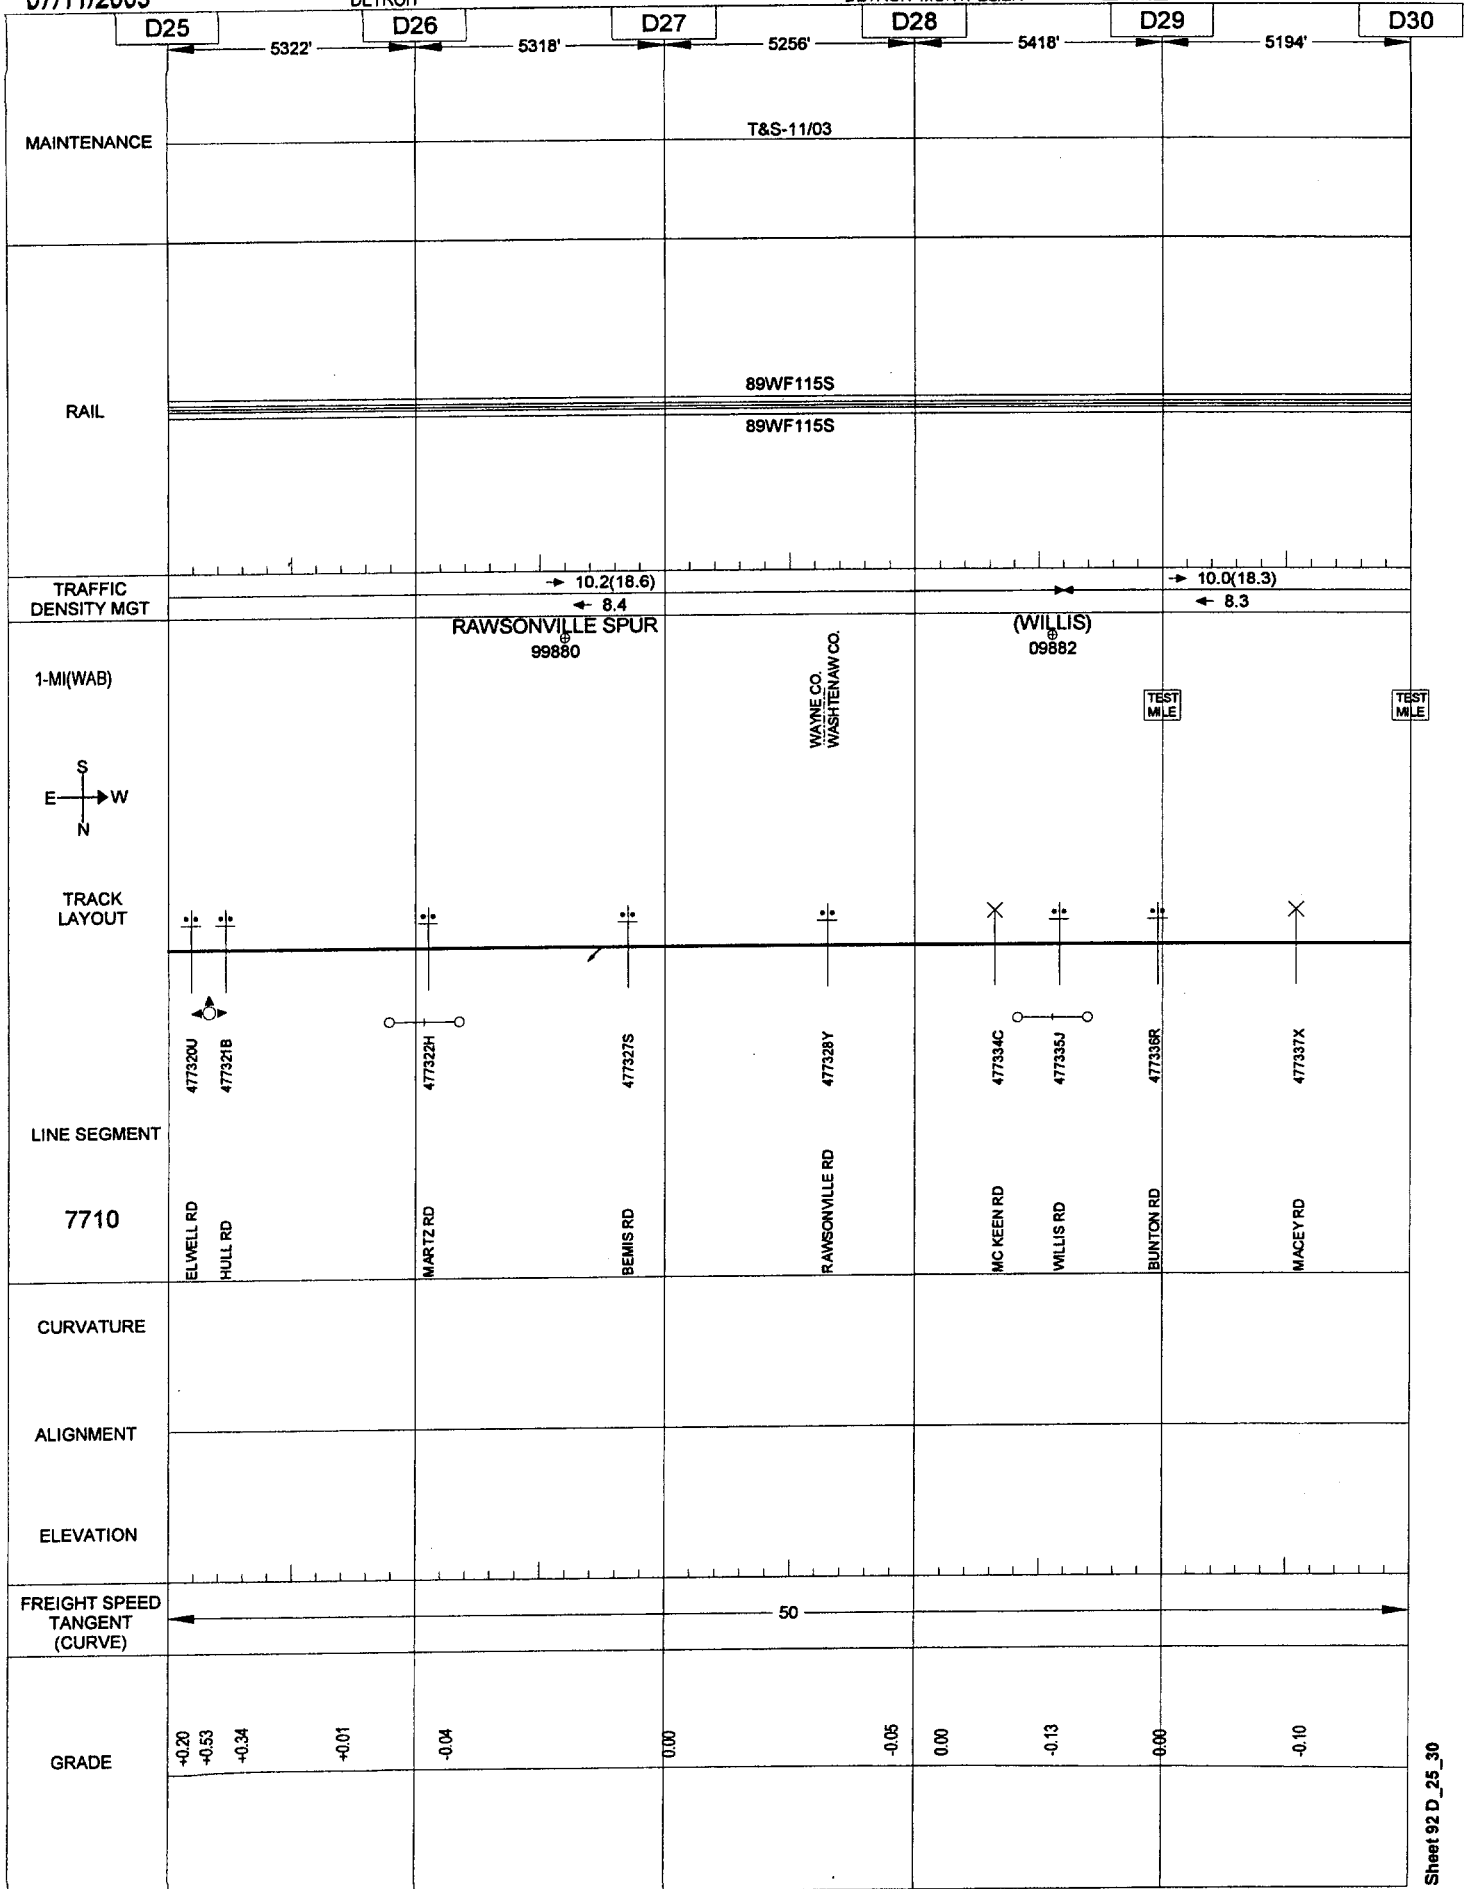 DETROIT
D25 D26 D27 D28 D29 D30
5322' 5318' 5256' 5418' 5194'
MAINTENANCE
T&S-11/03
RAIL
89WF115S
89WF115S
TRAFFIC
DENSITY MGT
10.2(18.6)
8.4
10.0(18.3)
8.3
RAWSONVILLE SPUR
99880
(WILLIS)
09882
1-MI(WAB)
WAYNE CO.
WASHTENAW CO.
TEST
MILE
TEST
MILE
S
E W
N
TRACK
LAYOUT
477320U
477321B
477322H
477327S
477328Y
477334C
477335J
477336R
477337X
LINE SEGMENT
7710
ELWELL RD
HULL RD
MARTZ RD
BEMIS RD
RAWSONVILLE RD
MC KEEN RD
WILLIS RD
BUNTON RD
MACEY RD
CURVATURE
ALIGNMENT
ELEVATION
FREIGHT SPEED
TANGENT
(CURVE)
50
GRADE
+0.20
+0.53
+0.34
+0.01
-0.04
0.00
-0.05
0.00
-0.13
0.00
-0.10
Sheet 92 D_25_30